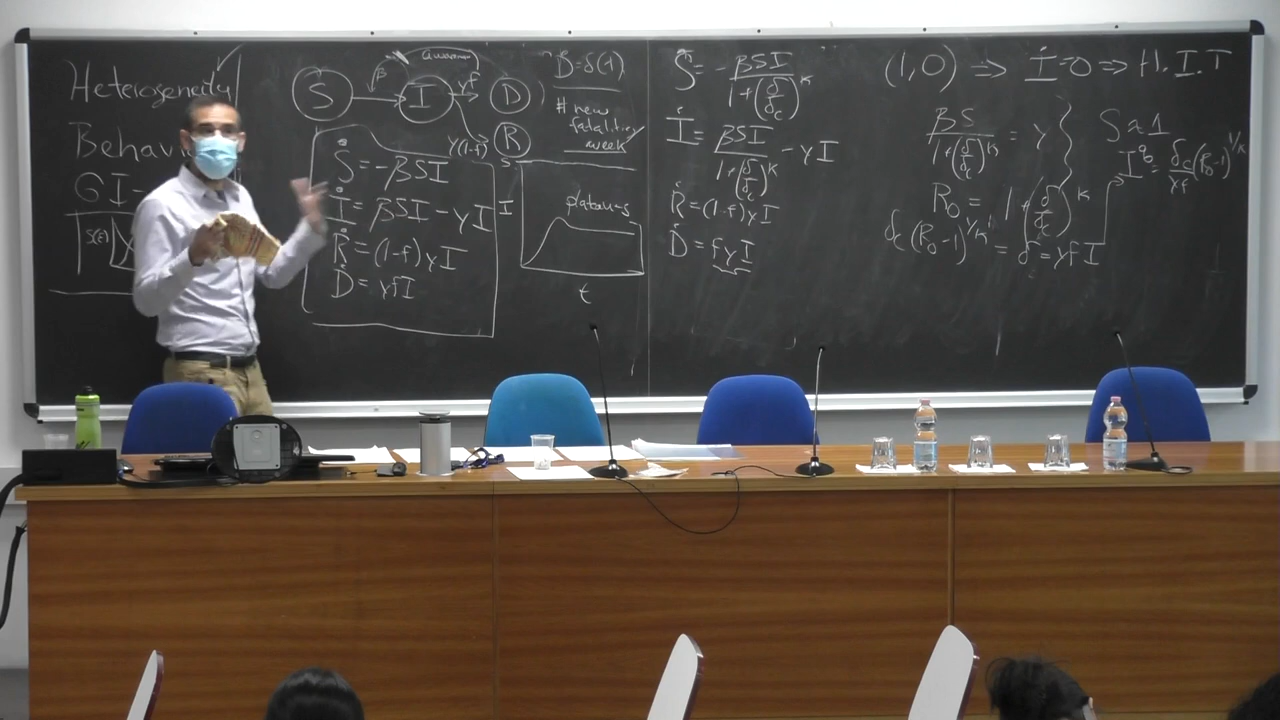 Heterogeneity
Behav
GI-
S(t)
S β I γf D
R
γ(1-f)
Ṡ = -βSI
İ = βSI - γI
Ṙ = (1-f)γI
Ḋ = γfI
D = δ(1)
# new
fatalities
week
I
plateaus
t
Ṡ = - βSI / 1+(δ/δc)^k
İ = βSI / 1+(δ/δc)^k - γI
Ṙ = (1-f)γI
Ḋ = fγI
(1,0) ⇒ İ=0 ⇒ H.I.T
βS / 1+(δ/δc)^k = γ
R₀ = 1+(δ/δc)^k
δc(R₀-1)^1/k = δ = γfI
S≈1
I^q = δc/γf (R₀-1)^1/k